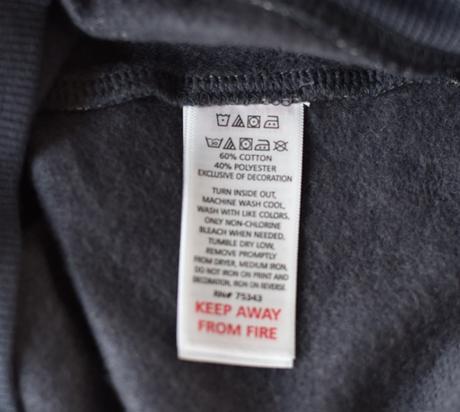 60% COTTON
40% POLYESTER
EXCLUSIVE OF DECORATION
TURN INSIDE OUT,
MACHINE WASH COOL,
WASH WITH LIKE COLORS,
ONLY NON-CHLORINE
BLEACH WHEN NEEDED,
TUMBLE DRY LOW,
REMOVE PROMPTLY
FROM DRYER, MEDIUM IRON,
DO NOT IRON ON PRINT AND
DECORATION, IRON ON REVERSE
RN# 75343
KEEP AWAY
FROM FIRE